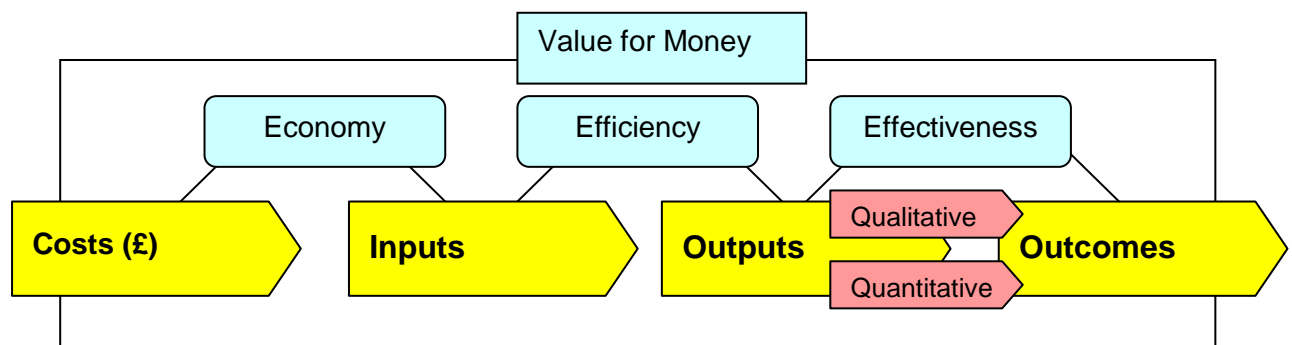 Value for Money
Economy
Efficiency
Effectiveness
Costs (£)
Inputs
Outputs
Qualitative
Quantitative
Outcomes